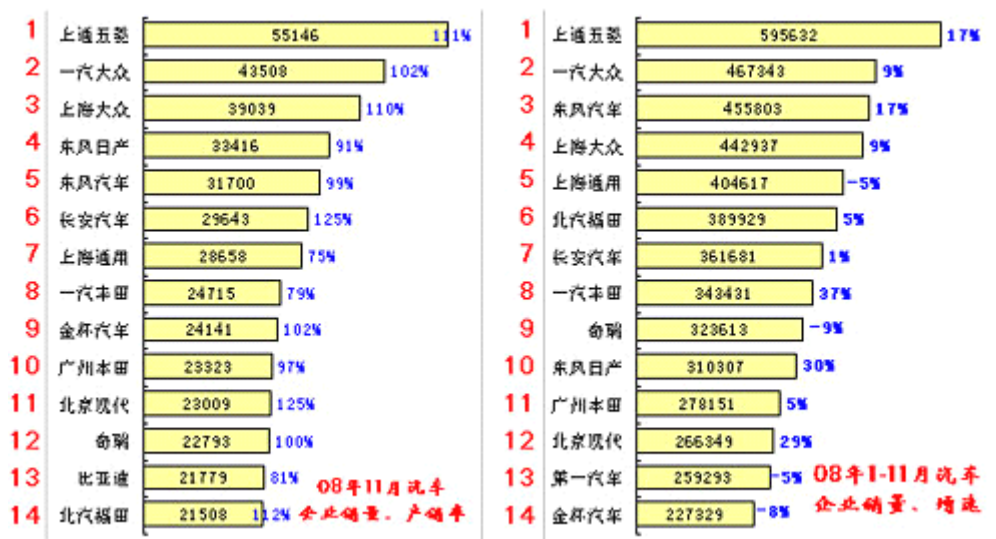 1 上通五菱 55146 111%
2 一汽大众 43508 102%
3 上海大众 39039 110%
4 东风日产 33416 91%
5 东风汽车 31700 99%
6 长安汽车 29643 125%
7 上海通用 28658 75%
8 一汽丰田 24715 79%
9 金杯汽车 24141 102%
10 广州本田 23323 97%
11 北京现代 23009 125%
12 奇瑞 22793 100%
13 比亚迪 21779 81%
14 北汽福田 21508 112%
08年11月汽车
企业销量、产销率
1 上通五菱 595632 17%
2 一汽大众 467343 9%
3 东风汽车 455803 17%
4 上海大众 442937 9%
5 上海通用 404617 -5%
6 北汽福田 389929 5%
7 长安汽车 361681 1%
8 一汽丰田 343431 37%
9 奇瑞 323613 -9%
10 东风日产 310307 30%
11 广州本田 278151 5%
12 北京现代 266349 29%
13 第一汽车 259293 -5%
14 金杯汽车 227329 -8%
08年1-11月汽车
企业销量、增速